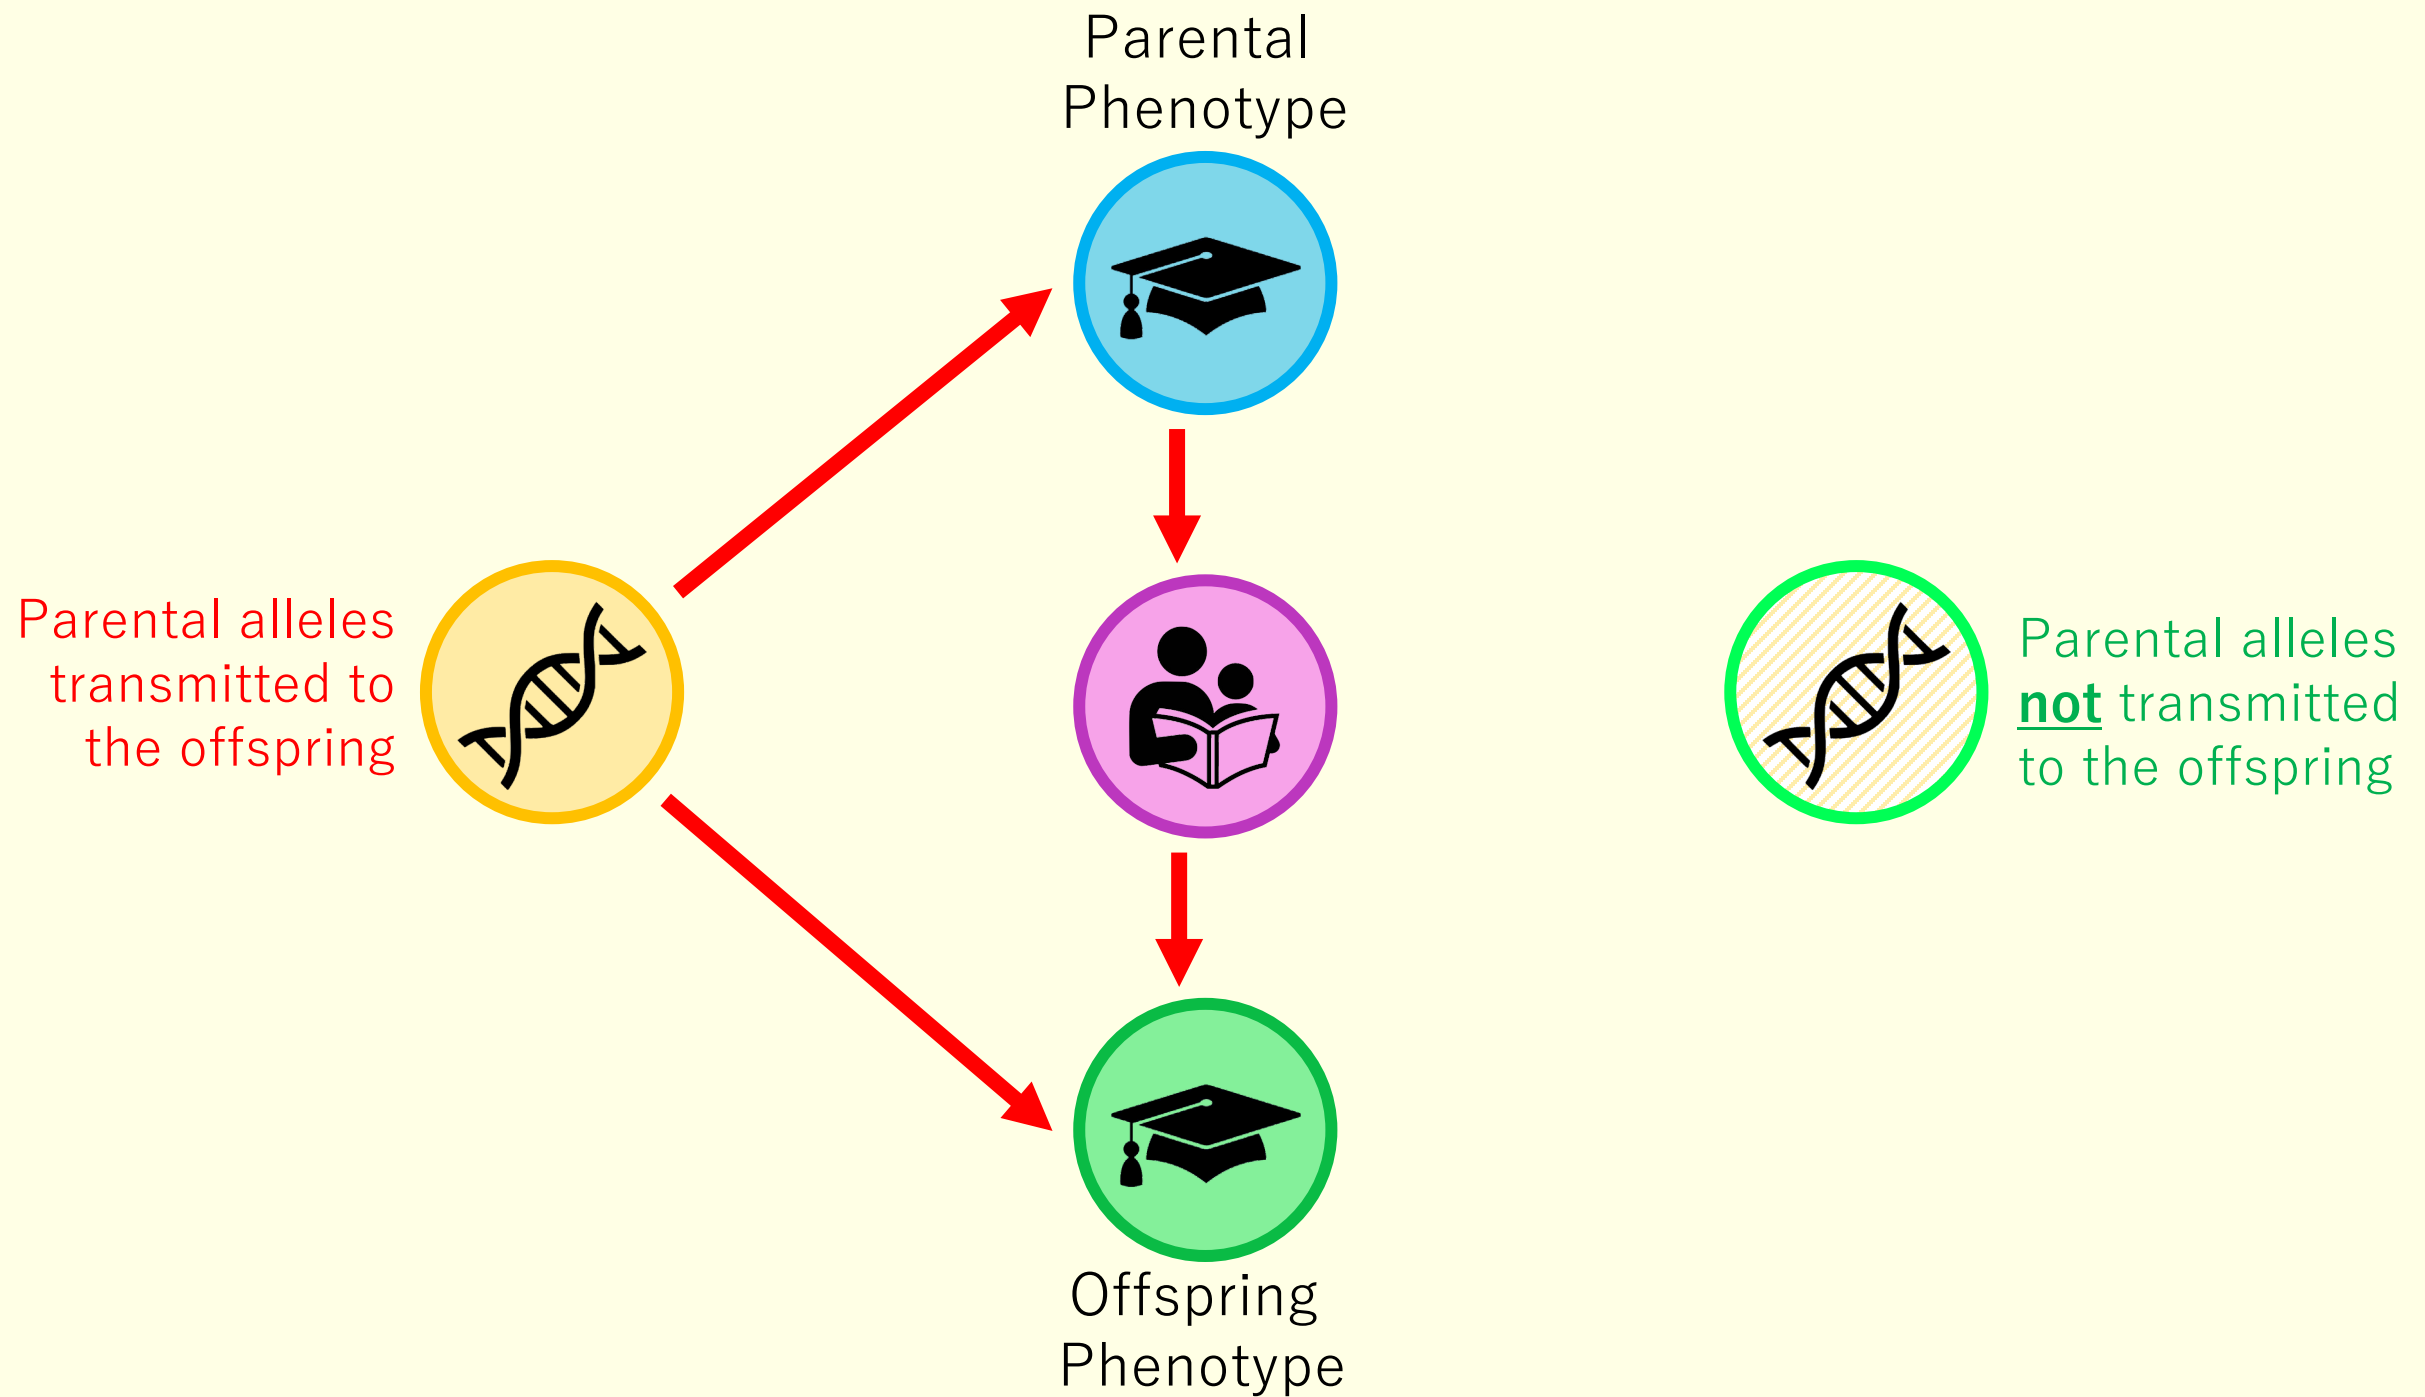 Parental
Phenotype
Parental alleles
transmitted to
the offspring
Parental alleles
not transmitted
to the offspring
Offspring
Phenotype